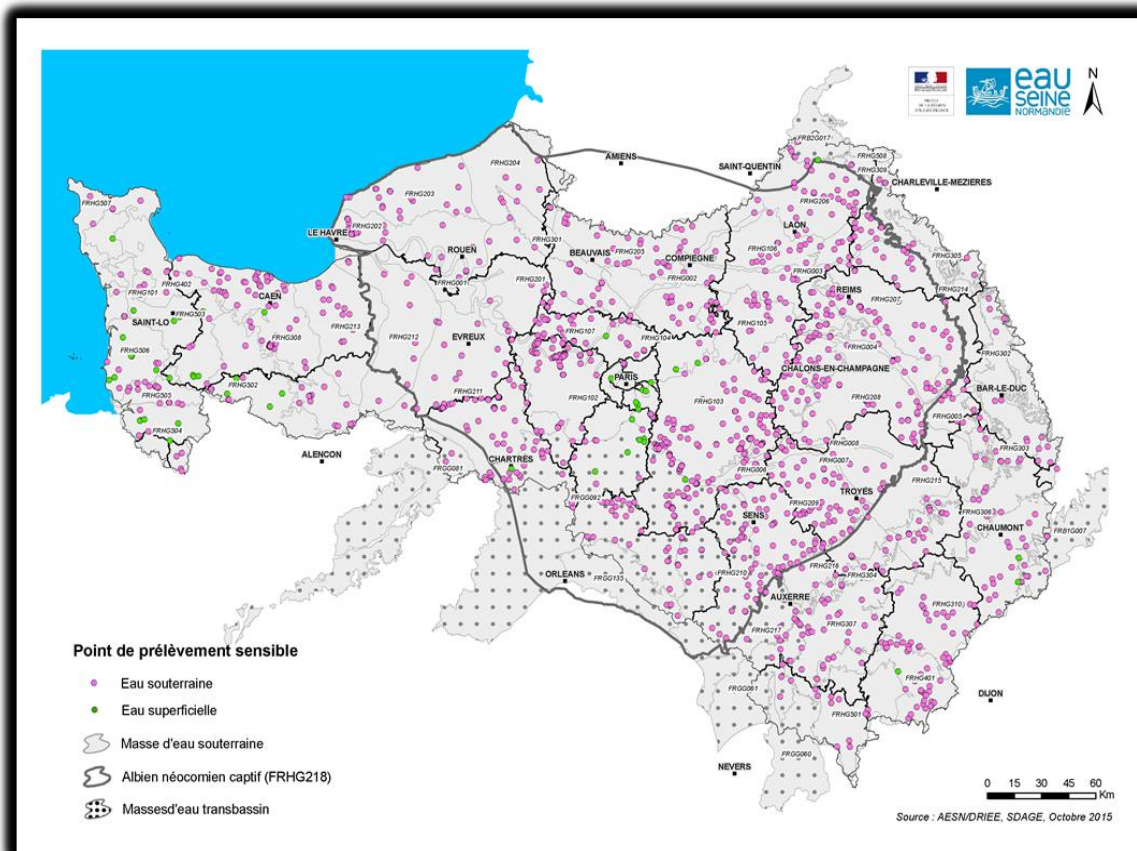 eau
SEINE
NORMANDIE
N
FRB2G017
AMIENS
SAINT-QUENTIN
FRHG508
FRHG309
CHARLEVILLE-MEZIERES
FRHG204
FRHG203
FRHG507
FRHG206
LAON
FRHG202
LE HAVRE
ROUEN
FRHG301
BEAUVAIS
FRHG205
COMPIEGNE
FRHG106
FRHG305
FRHG002
FRHG003
FRHG201
FRHG001
FRHG214
REIMS
FRHG207
FRHG101
FRHG402
CAEN
FRHG503
SAINT-LO
FRHG213
FRHG308
FRHG212
EVREUX
FRHG107
FRHG104
FRHG105
FRHG004
FRHG302
FRHG506
PARIS
CHALONS-EN-CHAMPAGNE
BAR-LE-DUC
FRHG502
FRHG505
FRHG211
FRHG102
FRHG103
FRHG208
FRHG005
FRHG504
ALENCON
CHARTRES
FRGG081
FRHG008
FRHG007
FRHG006
FRHG303
FRHG215
TROYES
FRGG092
SENS
FRHG209
FRHG306
CHAUMONT
FRB1G007
ORLEANS
FRGG135
FRHG210
FRHG216
FRHG304
AUXERRE
FRHG310
FRHG307
FRHG217
FRHG401
FRGG061
DIJON
FRHG501
FRGG060
NEVERS
Point de prélèvement sensible
Eau souterraine
Eau superficielle
Masse d'eau souterraine
Albien néocomien captif (FRHG218)
Massesd'eau transbassin
0 15 30 45 60
Km
Source : AESN/DRIEE, SDAGE, Octobre 2015